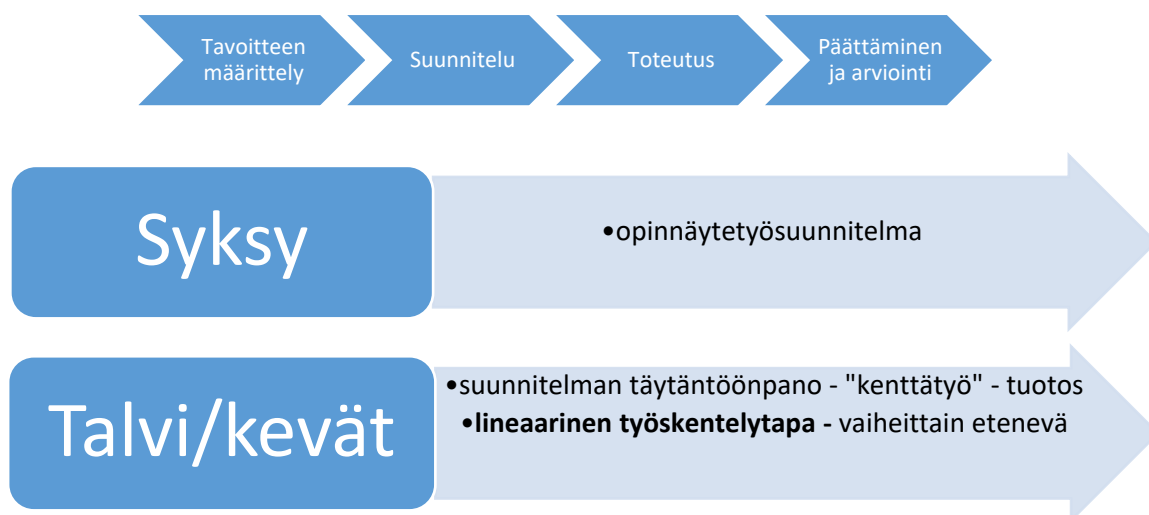 Tavoitteen
määrittely
Suunnitelu
Toteutus
Päättäminen
ja arviointi
Syksy
•opinnäytetyösuunnitelma
Talvi/kevät
•suunnitelman täytäntöönpano - "kenttätyö" - tuotos
•lineaarinen työskentelytapa - vaiheittain etenevä